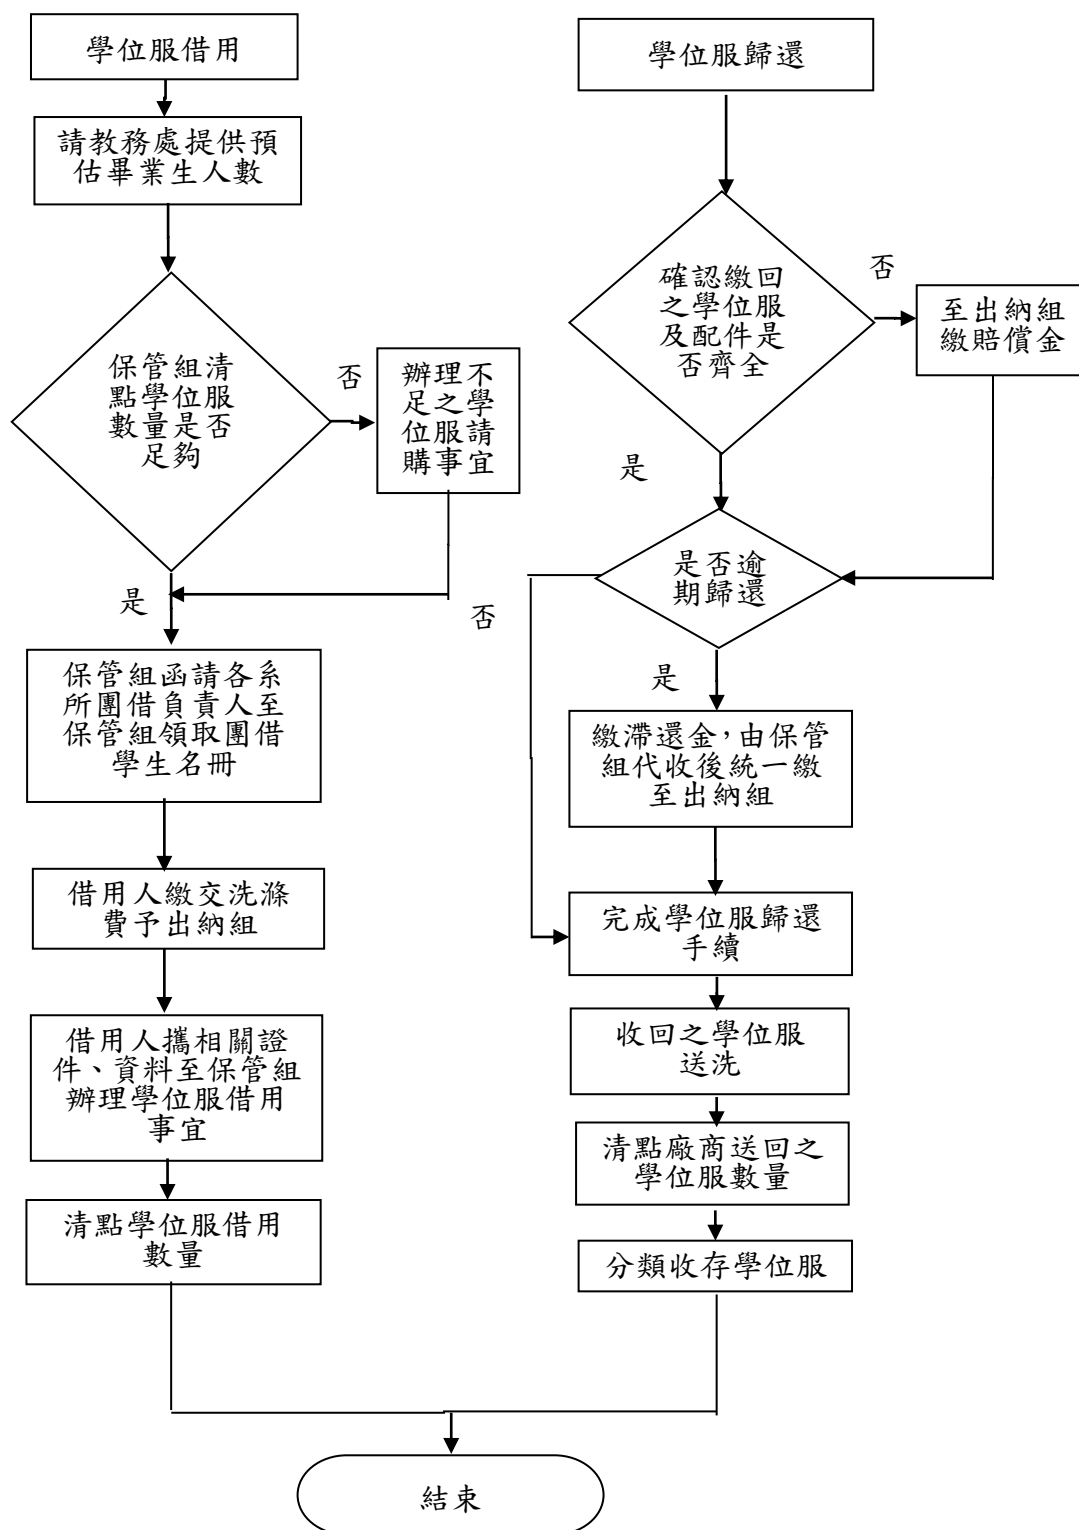 學位服借用
請教務處提供預
估畢業生人數
保管組清
點學位服
數量是否
足夠
否
辦理不
足之學
位服請
購事宜
是
保管組函請各系
所團借負責人至
保管組領取團借
學生名冊
借用人繳交洗滌
費予出納組
借用人攜相關證
件、資料至保管組
辦理學位服借用
事宜
清點學位服借用
數量
學位服歸還
確認繳回
之學位服
及配件是
否齊全
否
至出納組
繳賠償金
是
是否逾
期歸還
否
是
繳滯還金,由保管
組代收後統一繳
至出納組
完成學位服歸還
手續
收回之學位服
送洗
清點廠商送回之
學位服數量
分類收存學位服
結束